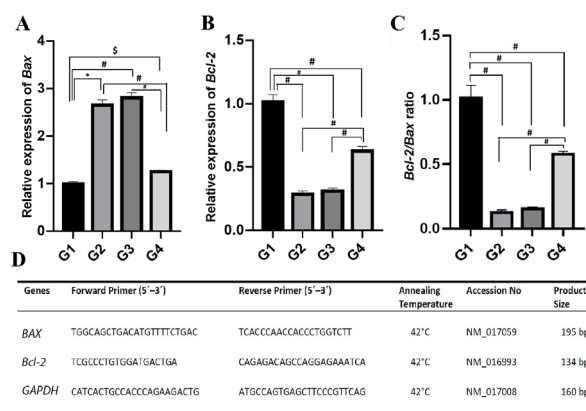 A
B
C
Relative expression of Bax
4
3
2
1
0
$
#
*
#
#
G1 G2 G3 G4
Relative expression of Bcl-2
1.5
1.0
0.5
0.0
#
#
#
#
#
G1 G2 G3 G4
Bcl-2/Bax ratio
1.5
1.0
0.5
0.0
#
#
#
#
#
G1 G2 G3 G4
D
Genes Forward Primer (5´–3´) Reverse Primer (5´–3´) Annealing Temperature Accession No Product Size
BAX TGGCAGCTGACATGTTTTCTGAC TCACCCAACCACCCTGGTCTT 42°C NM_017059 195 bp
Bcl-2 TCGCCCTGTGGATGACTGA CAGAGACAGCCAGGAGAAATCA 42°C NM_016993 134 bp
GAPDH CATCACTGCCACCCAGAAGACTG ATGCCAGTGAGCTTCCCGTTCAG 42°C NM_017008 160 bp